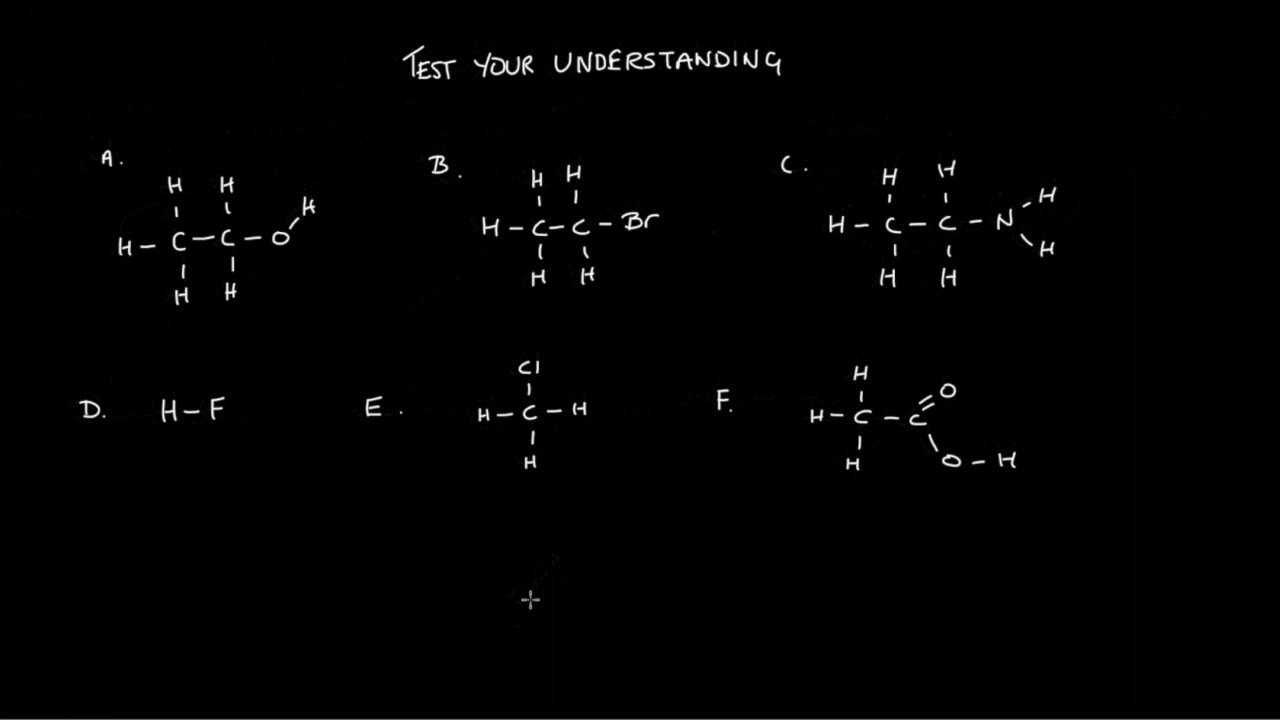 TEST YOUR UNDERSTANDING
A.
H H H
H – C – C – O
H H
B.
H H
H – C – C – Br
H H
C.
H H H
H – C – C – N
H H H
D. H – F
E.
Cl
H – C – H
H
F.
H O
H – C – C
H O – H